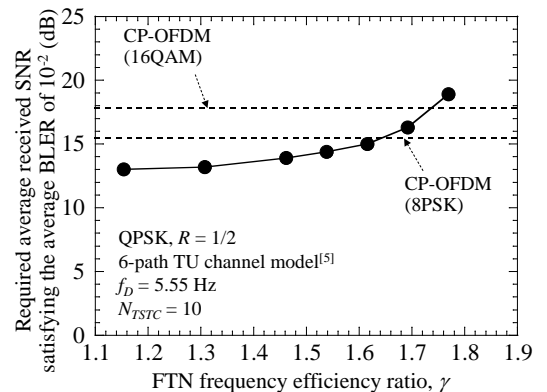 Required average received SNR
satisfying the average BLER of 10⁻² (dB)
25
20
15
10
5
0
CP-OFDM
(16QAM)
CP-OFDM
(8PSK)
QPSK, R = 1/2
6-path TU channel model[5]
f_D = 5.55 Hz
N_TSTC = 10
1.1 1.2 1.3 1.4 1.5 1.6 1.7 1.8 1.9
FTN frequency efficiency ratio, γ